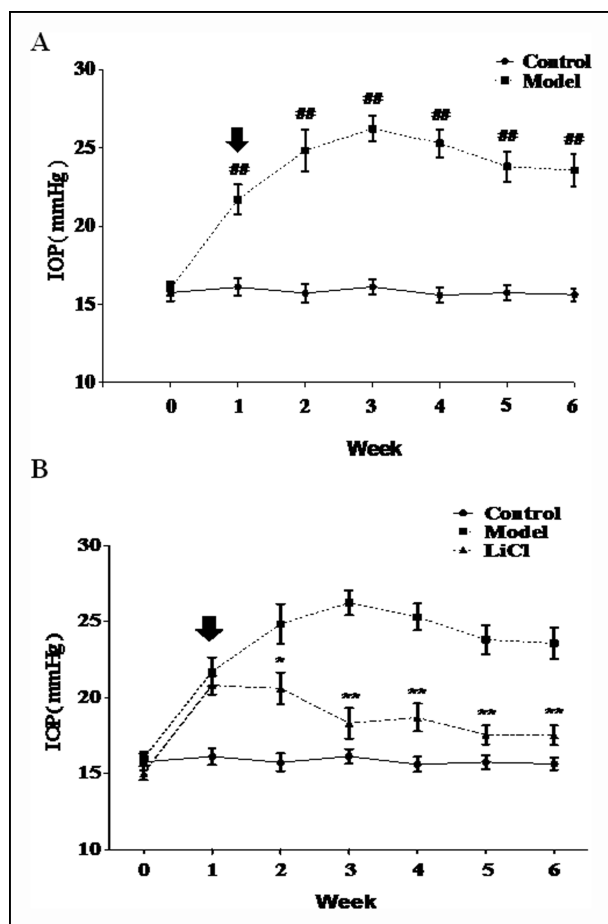 A
Control
Model
30
##
##
##
##
##
##
25
20
15
10
IOP( mmHg)
0 1 2 3 4 5 6
Week
B
Control
Model
LiCl
30
25
20
15
10
*
**
**
**
**
IOP( mmHg)
0 1 2 3 4 5 6
Week